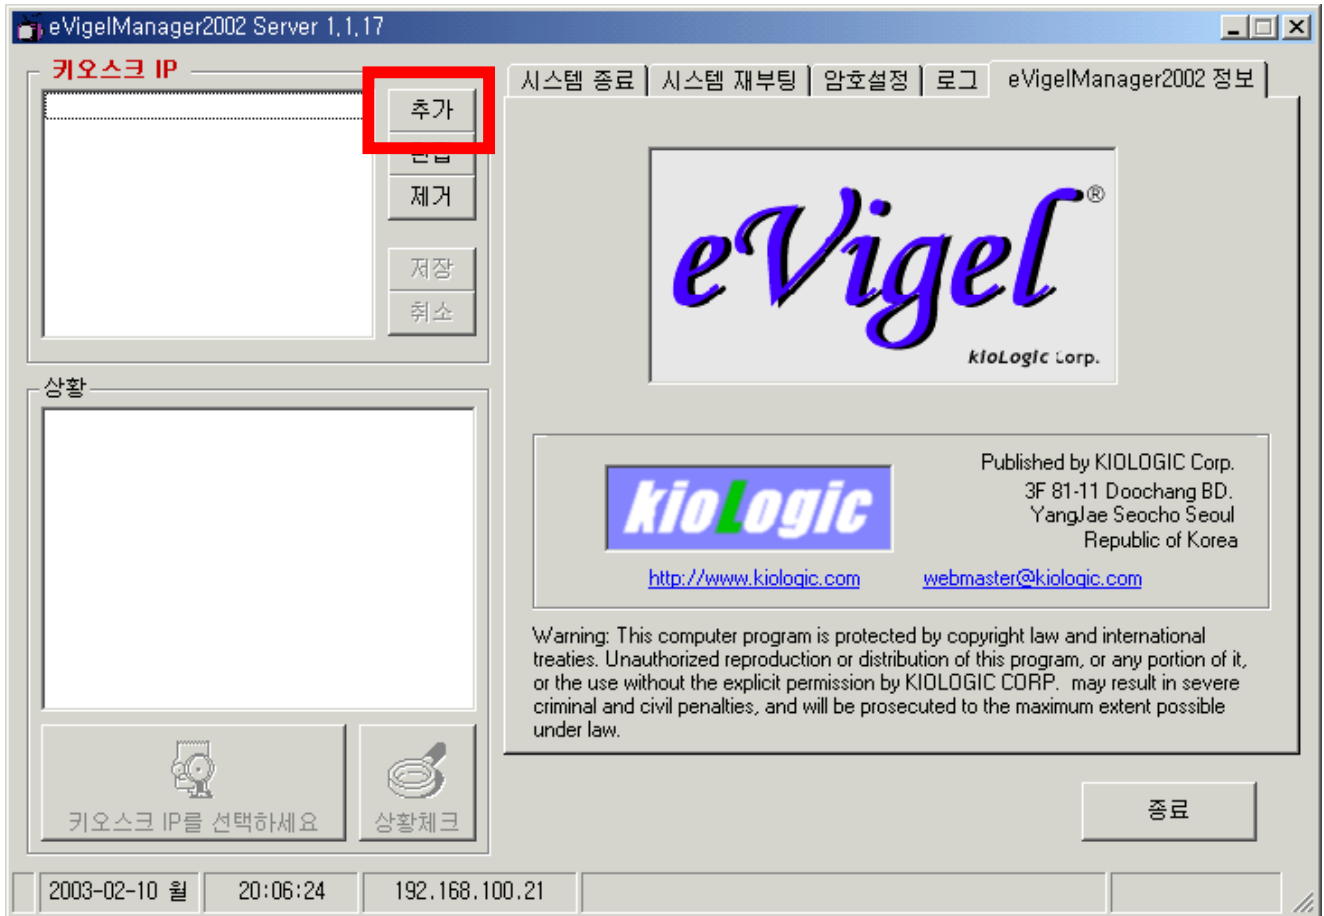 eVigelManager2002 Server 1,1,17
키오스크 IP
추가
제거
저장
취소
상황
키오스크 IP를 선택하세요
상황체크
시스템 종료
시스템 재부팅
암호설정
로그
eVigelManager2002 정보
eVigel®
kioLogic Corp.
kioLogic
Published by KIOLOGIC Corp.
3F 81-11 Doochang BD.
YangJae Seocho Seoul
Republic of Korea
http://www.kiologic.com
webmaster@kiologic.com
Warning: This computer program is protected by copyright law and international
treaties. Unauthorized reproduction or distribution of this program, or any portion of it,
or the use without the explicit permission by KIOLOGIC CORP. may result in severe
criminal and civil penalties, and will be prosecuted to the maximum extent possible
under law.
종료
2003-02-10 월
20:06:24
192.168.100.21